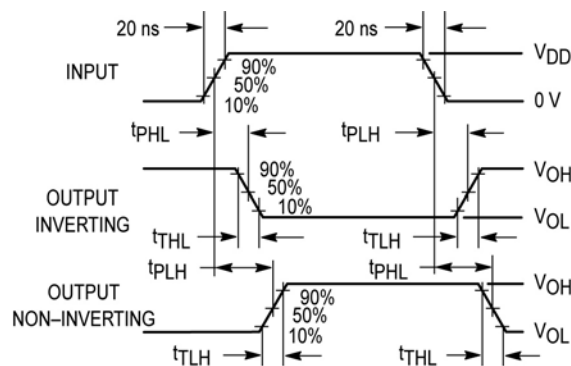 20 ns
20 ns
INPUT
90%
50%
10%
VDD
0 V
tPHL
tPLH
OUTPUT
INVERTING
90%
50%
10%
VOH
VOL
tTHL
tTLH
tPLH
tPHL
OUTPUT
NON–INVERTING
90%
50%
10%
VOH
VOL
tTLH
tTHL